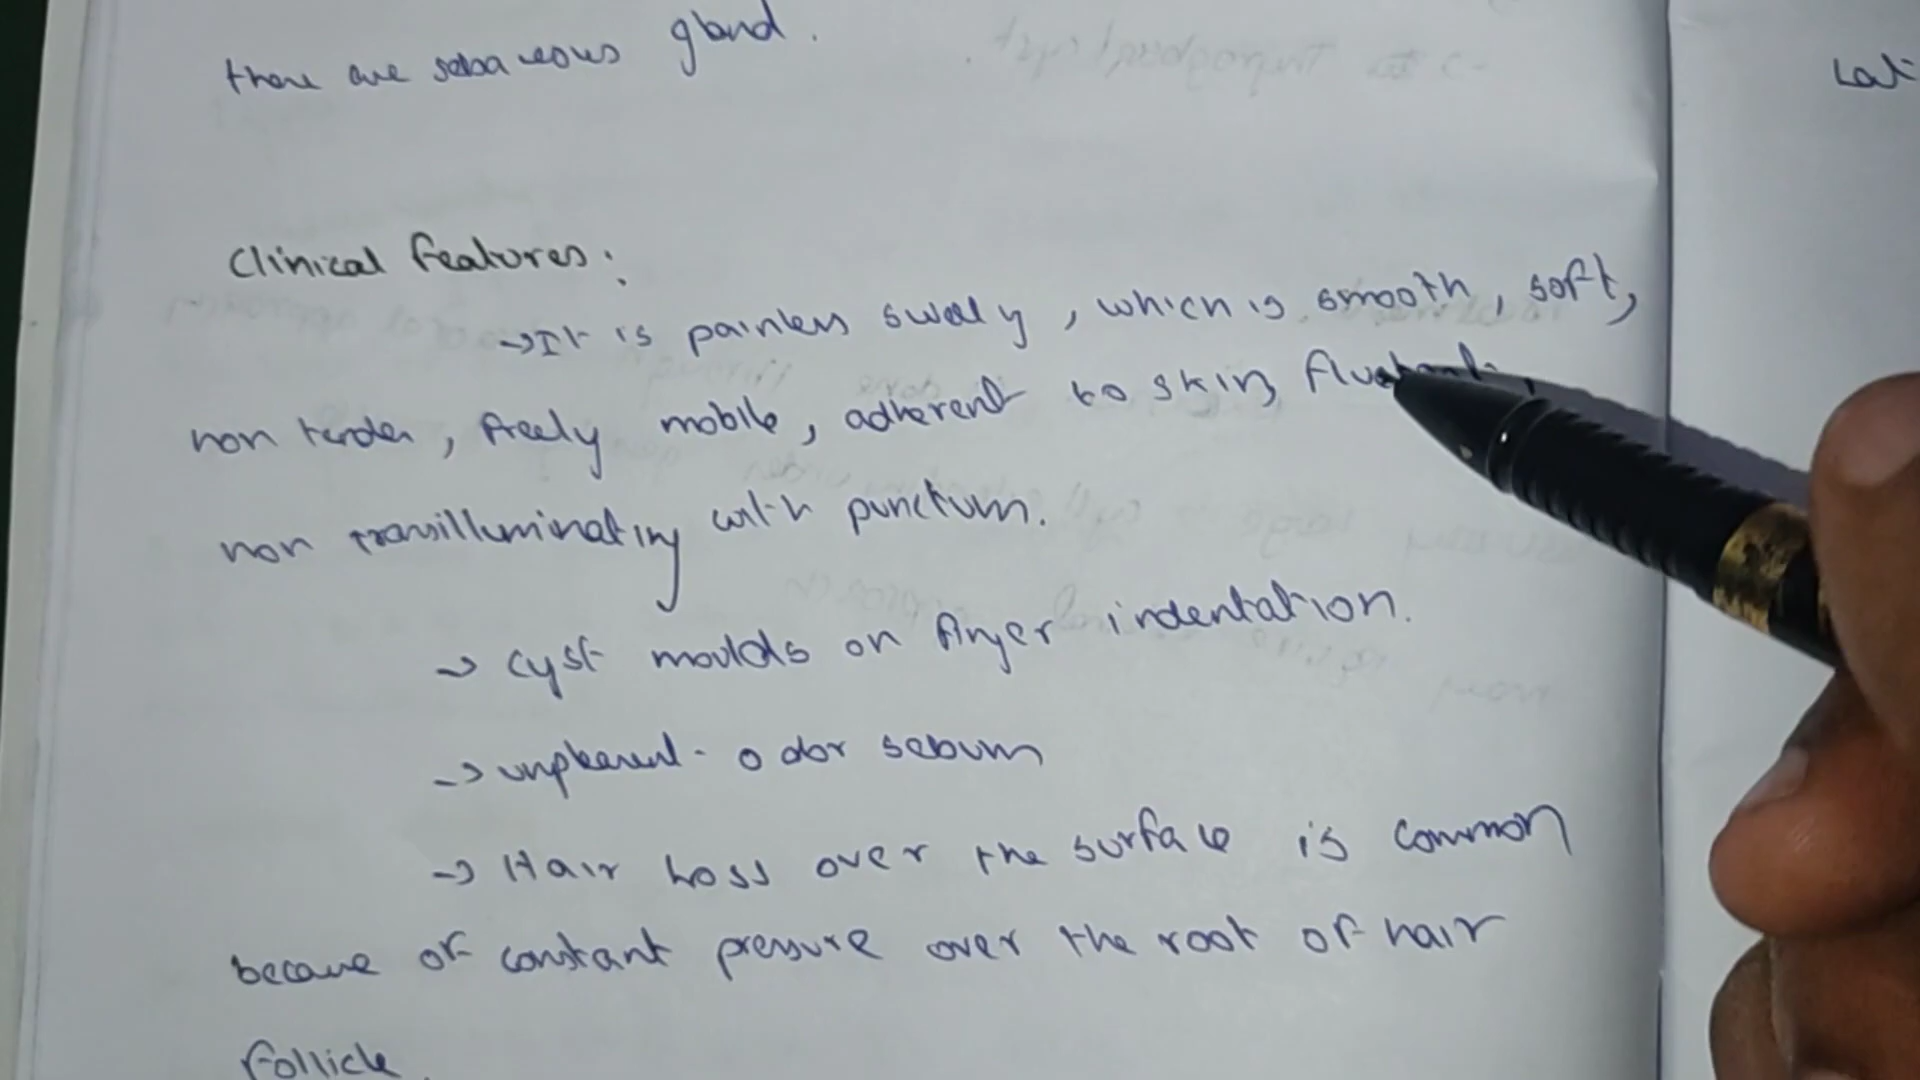 there are sebaceous gland.
Clinical features:
→It is painless swelly, which is smooth, soft,
non tender, freely mobile, adherent to skin,
non transilluminating with punctum.
→ cyst moulds on finger indentation.
→ odor sebum
→ Hair loss over the surface is common
because of constant pressure over the root of hair
follicle.